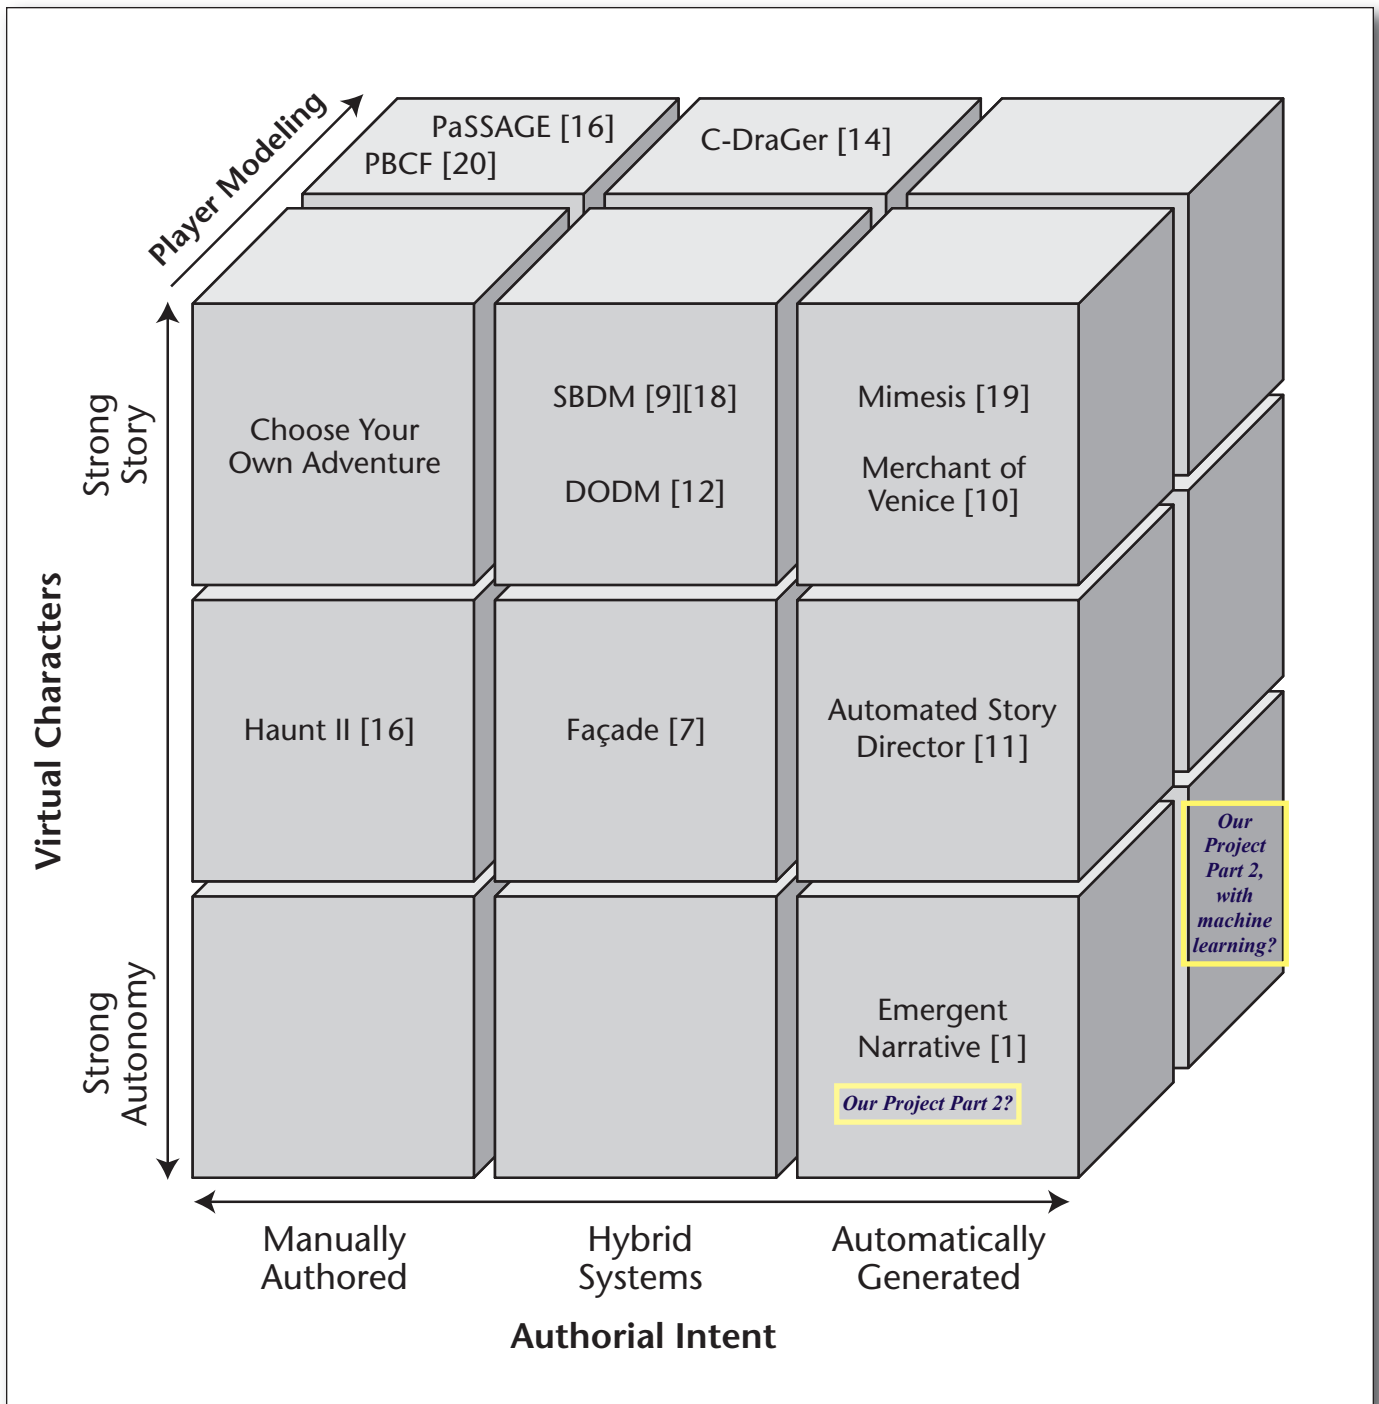 Player Modeling
PaSSAGE [16]
PBCF [20]
C-DraGer [14]
Strong
Story
Choose Your
Own Adventure
SBDM [9][18]
DODM [12]
Mimesis [19]
Merchant of
Venice [10]
Virtual Characters
Haunt II [16]
Façade [7]
Automated Story
Director [11]
Our
Project
Part 2,
with
machine
learning?
Strong
Autonomy
Emergent
Narrative [1]
Our Project Part 2?
Manually
Authored
Hybrid
Systems
Automatically
Generated
Authorial Intent